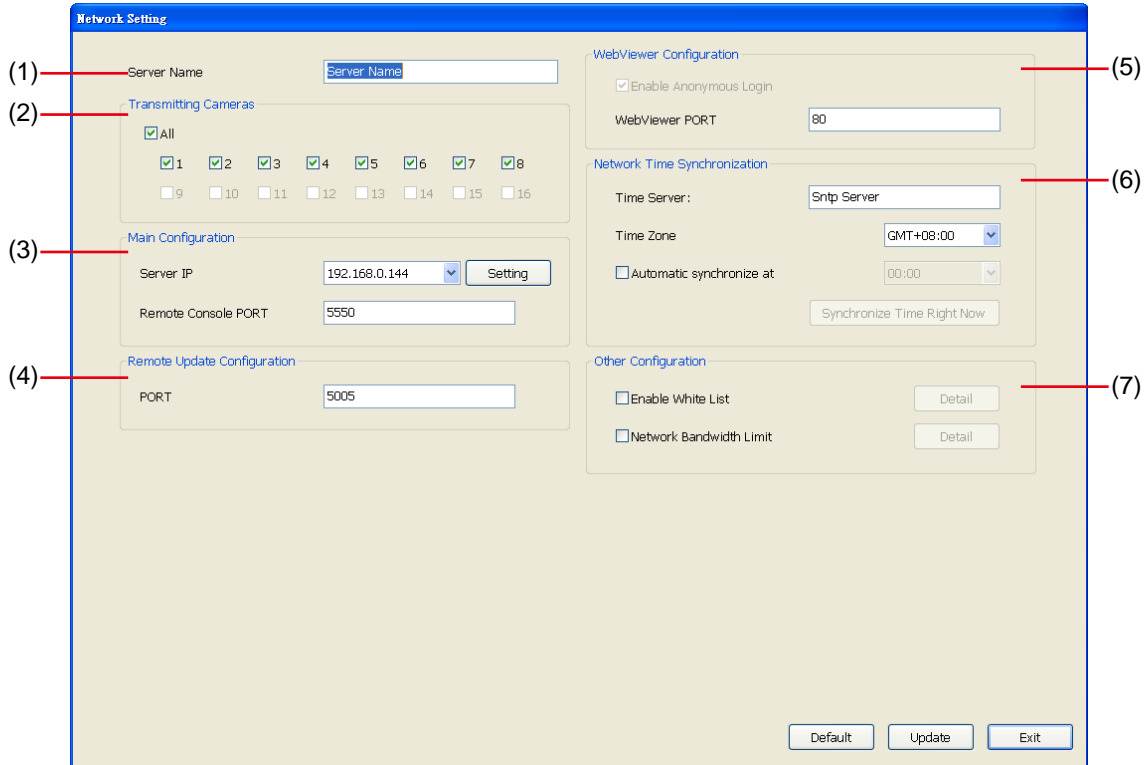 Network Setting
(1)
Server Name
Server Name
(2)
Transmitting Cameras
All
1 2 3 4 5 6 7 8
9 10 11 12 13 14 15 16
(3)
Main Configuration
Server IP
192.168.0.144
Setting
Remote Console PORT
5550
(4)
Remote Update Configuration
PORT
5005
WebViewer Configuration
(5)
Enable Anonymous Login
WebViewer PORT
80
Network Time Synchronization
(6)
Time Server:
Sntp Server
Time Zone
GMT+08:00
Automatic synchronize at
00:00
Synchronize Time Right Now
Other Configuration
(7)
Enable White List
Detail
Network Bandwidth Limit
Detail
Default
Update
Exit